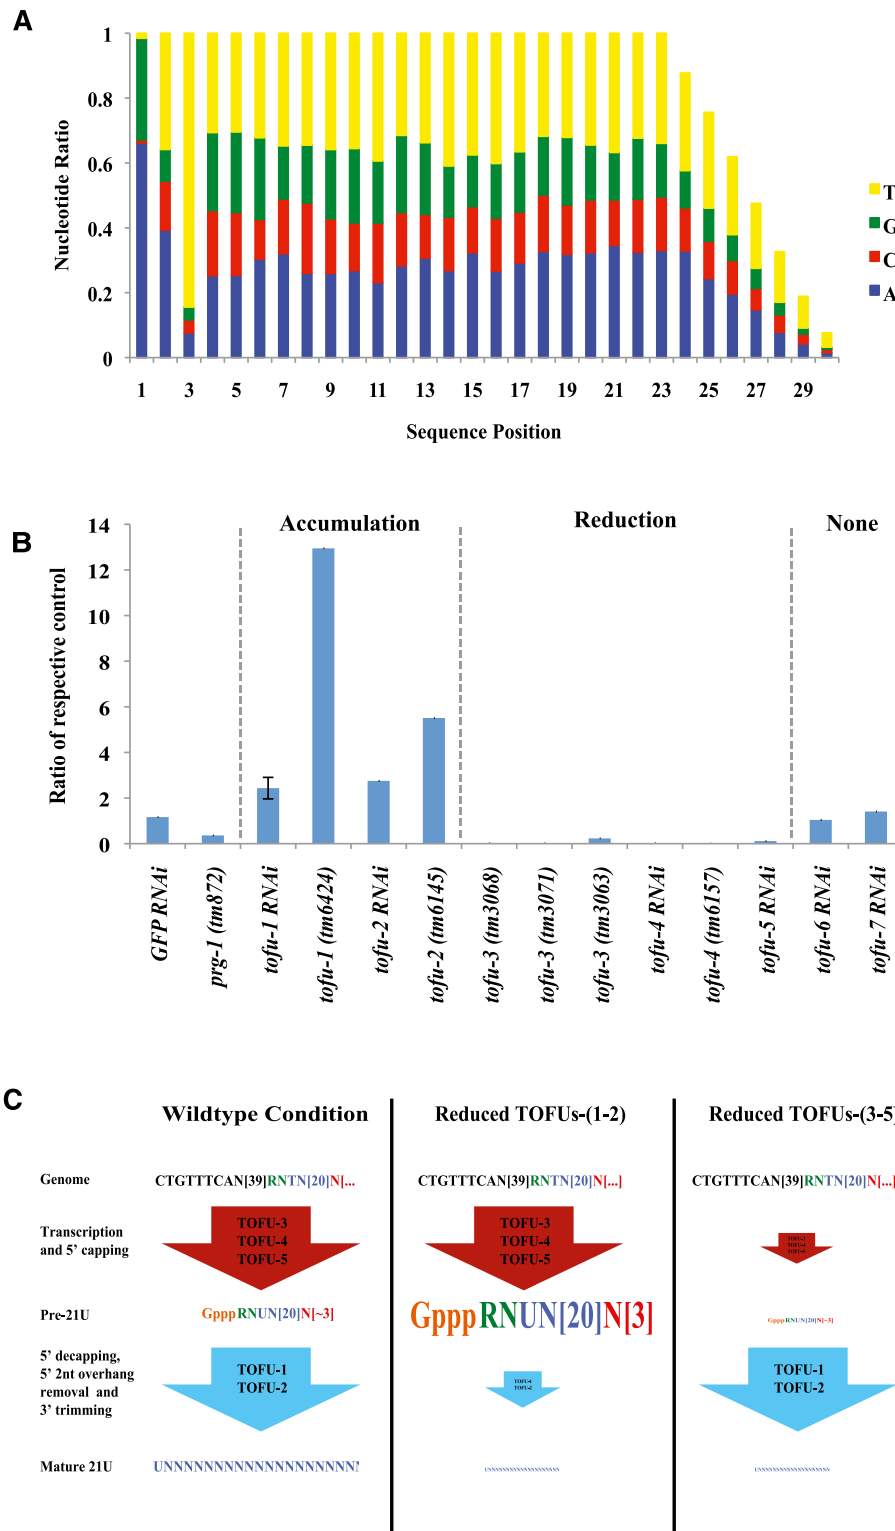 A
1
0.8
0.6
0.4
0.2
0
Nucleotide Ratio
T
G
C
A
1 3 5 7 9 11 13 15 17 19 21 23 25 27 29
Sequence Position
B
14
12
10
8
6
4
2
0
Ratio of respective control
Accumulation
Reduction
None
GFP RNAi
prg-1 (tm872)
tofu-1 RNAi
tofu-1 (tm6424)
tofu-2 RNAi
tofu-2 (tm6145)
tofu-3 (tm3068)
tofu-3 (tm3071)
tofu-3 (tm3063)
tofu-4 RNAi
tofu-4 (tm6157)
tofu-5 RNAi
tofu-6 RNAi
tofu-7 RNAi
C
Wildtype Condition
Reduced TOFUs-(1-2)
Reduced TOFUs-(3-5)
Genome
CTGTTTCAN[39]RNTN[20]N[...
CTGTTTCAN[39]RNTN[20]N[...]
CTGTTTCAN[39]RNTN[20]N[...]
Transcription
and 5' capping
TOFU-3
TOFU-4
TOFU-5
TOFU-3
TOFU-4
TOFU-5
TOFU-3
TOFU-4
TOFU-5
Pre-21U
GpppRNUN[20]N[~3]
GpppRNUN[20]N[3]
GpppRNUN[20]N[~3]
5' decapping,
5' 2nt overhang
removal and
3' trimming
TOFU-1
TOFU-2
TOFU-1
TOFU-2
TOFU-1
TOFU-2
Mature 21U
UNNNNNNNNNNNNNNNNNNNN
UNNNNNNNNNNNNNNNNNNNN
UNNNNNNNNNNNNNNNNNNNN